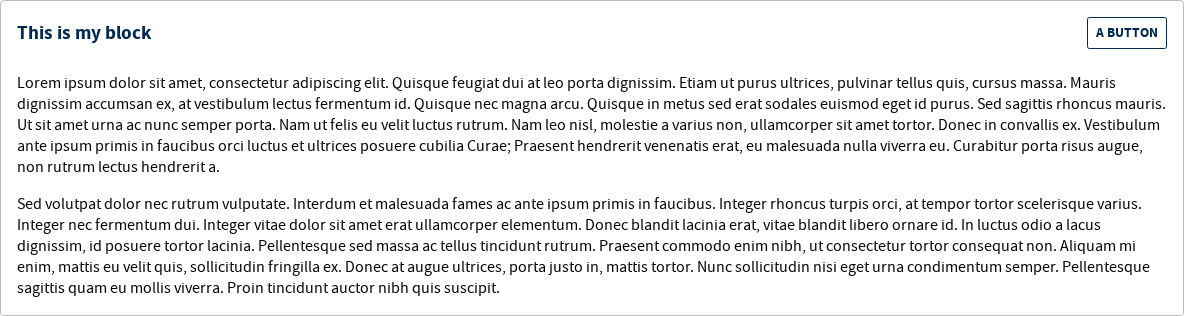 This is my block
A BUTTON
Lorem ipsum dolor sit amet, consectetur adipiscing elit. Quisque feugiat dui at leo porta dignissim. Etiam ut purus ultrices, pulvinar tellus quis, cursus massa. Mauris
dignissim accumsan ex, at vestibulum lectus fermentum id. Quisque nec magna arcu. Quisque in metus sed erat sodales euismod eget id purus. Sed sagittis rhoncus mauris.
Ut sit amet urna ac nunc semper porta. Nam ut felis eu velit luctus rutrum. Nam leo nisl, molestie a varius non, ullamcorper sit amet tortor. Donec in convallis ex. Vestibulum
ante ipsum primis in faucibus orci luctus et ultrices posuere cubilia Curae; Praesent hendrerit venenatis erat, eu malesuada nulla viverra eu. Curabitur porta risus augue,
non rutrum lectus hendrerit a.
Sed volutpat dolor nec rutrum vulputate. Interdum et malesuada fames ac ante ipsum primis in faucibus. Integer rhoncus turpis orci, at tempor tortor scelerisque varius.
Integer nec fermentum dui. Integer vitae dolor sit amet erat ullamcorper elementum. Donec blandit lacinia erat, vitae blandit libero ornare id. In luctus odio a lacus
dignissim, id posuere tortor lacinia. Pellentesque sed massa ac tellus tincidunt rutrum. Praesent commodo enim nibh, ut consectetur tortor consequat non. Aliquam mi
enim, mattis eu velit quis, sollicitudin fringilla ex. Donec at augue ultrices, porta justo in, mattis tortor. Nunc sollicitudin nisi eget urna condimentum semper. Pellentesque
sagittis quam eu mollis viverra. Proin tincidunt auctor nibh quis suscipit.